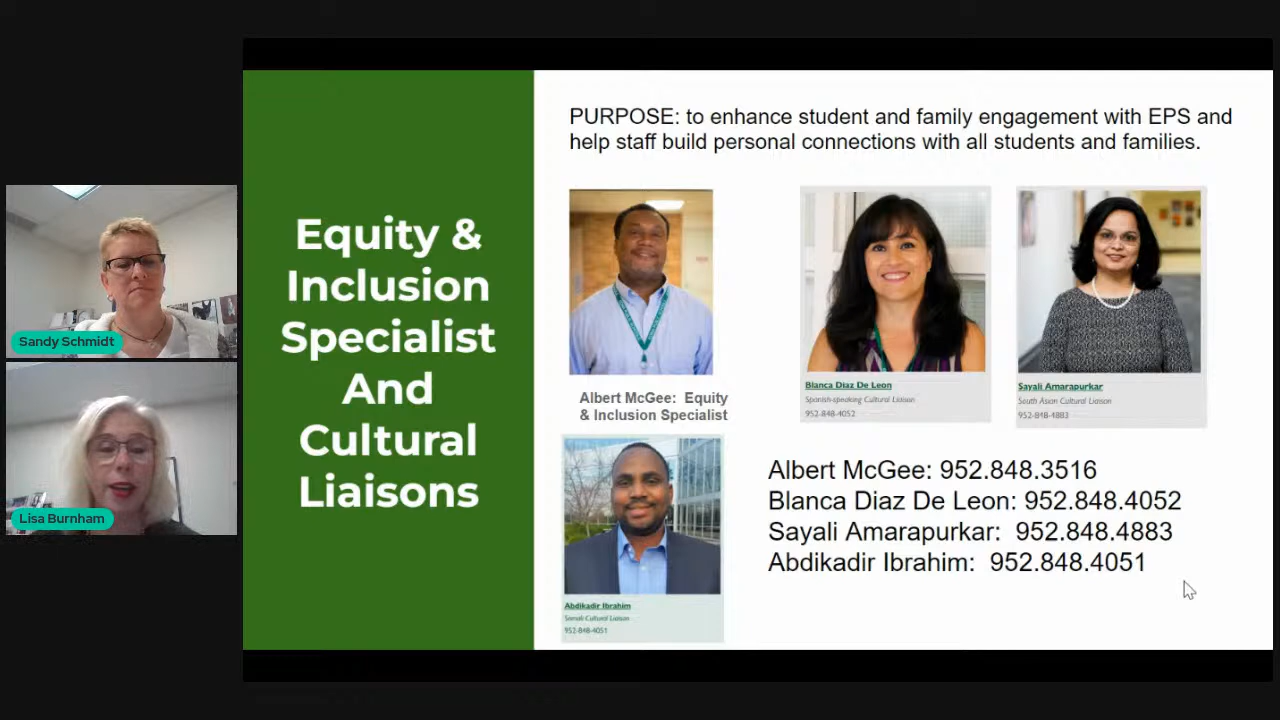 PURPOSE: to enhance student and family engagement with EPS and
help staff build personal connections with all students and families.
Equity &
Inclusion
Specialist
And
Cultural
Liaisons
Sandy Schmidt
Lisa Burnham
Albert McGee: Equity
& Inclusion Specialist
Blanca Diaz De Leon
Spanish-speaking Cultural Liaison
952-848-4052
Sayali Amarapurkar
South Asian Cultural Liaison
952-848-4883
Abdikadir Ibrahim
Somali Cultural Liaison
952-848-4051
Albert McGee: 952.848.3516
Blanca Diaz De Leon: 952.848.4052
Sayali Amarapurkar: 952.848.4883
Abdikadir Ibrahim: 952.848.4051